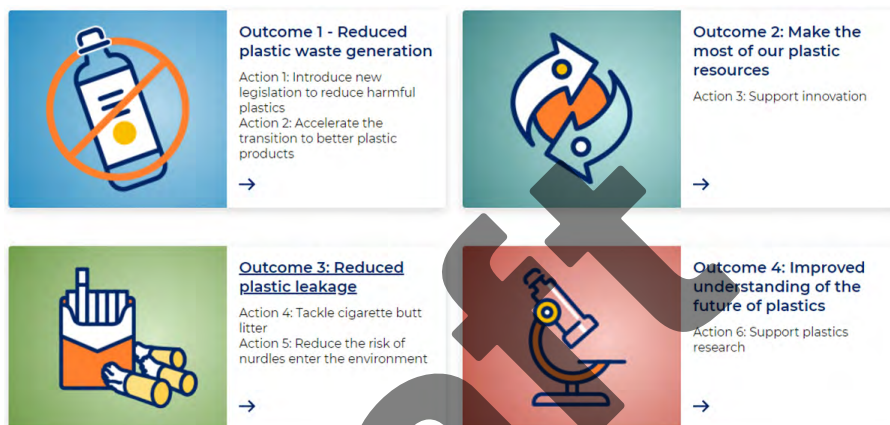 Outcome 1 - Reduced
plastic waste generation
Action 1: Introduce new
legislation to reduce harmful
plastics
Action 2: Accelerate the
transition to better plastic
products
Outcome 2: Make the
most of our plastic
resources
Action 3: Support innovation
Outcome 3: Reduced
plastic leakage
Action 4: Tackle cigarette butt
litter
Action 5: Reduce the risk of
nurdles enter the environment
Outcome 4: Improved
understanding of the
future of plastics
Action 6: Support plastics
research
ft